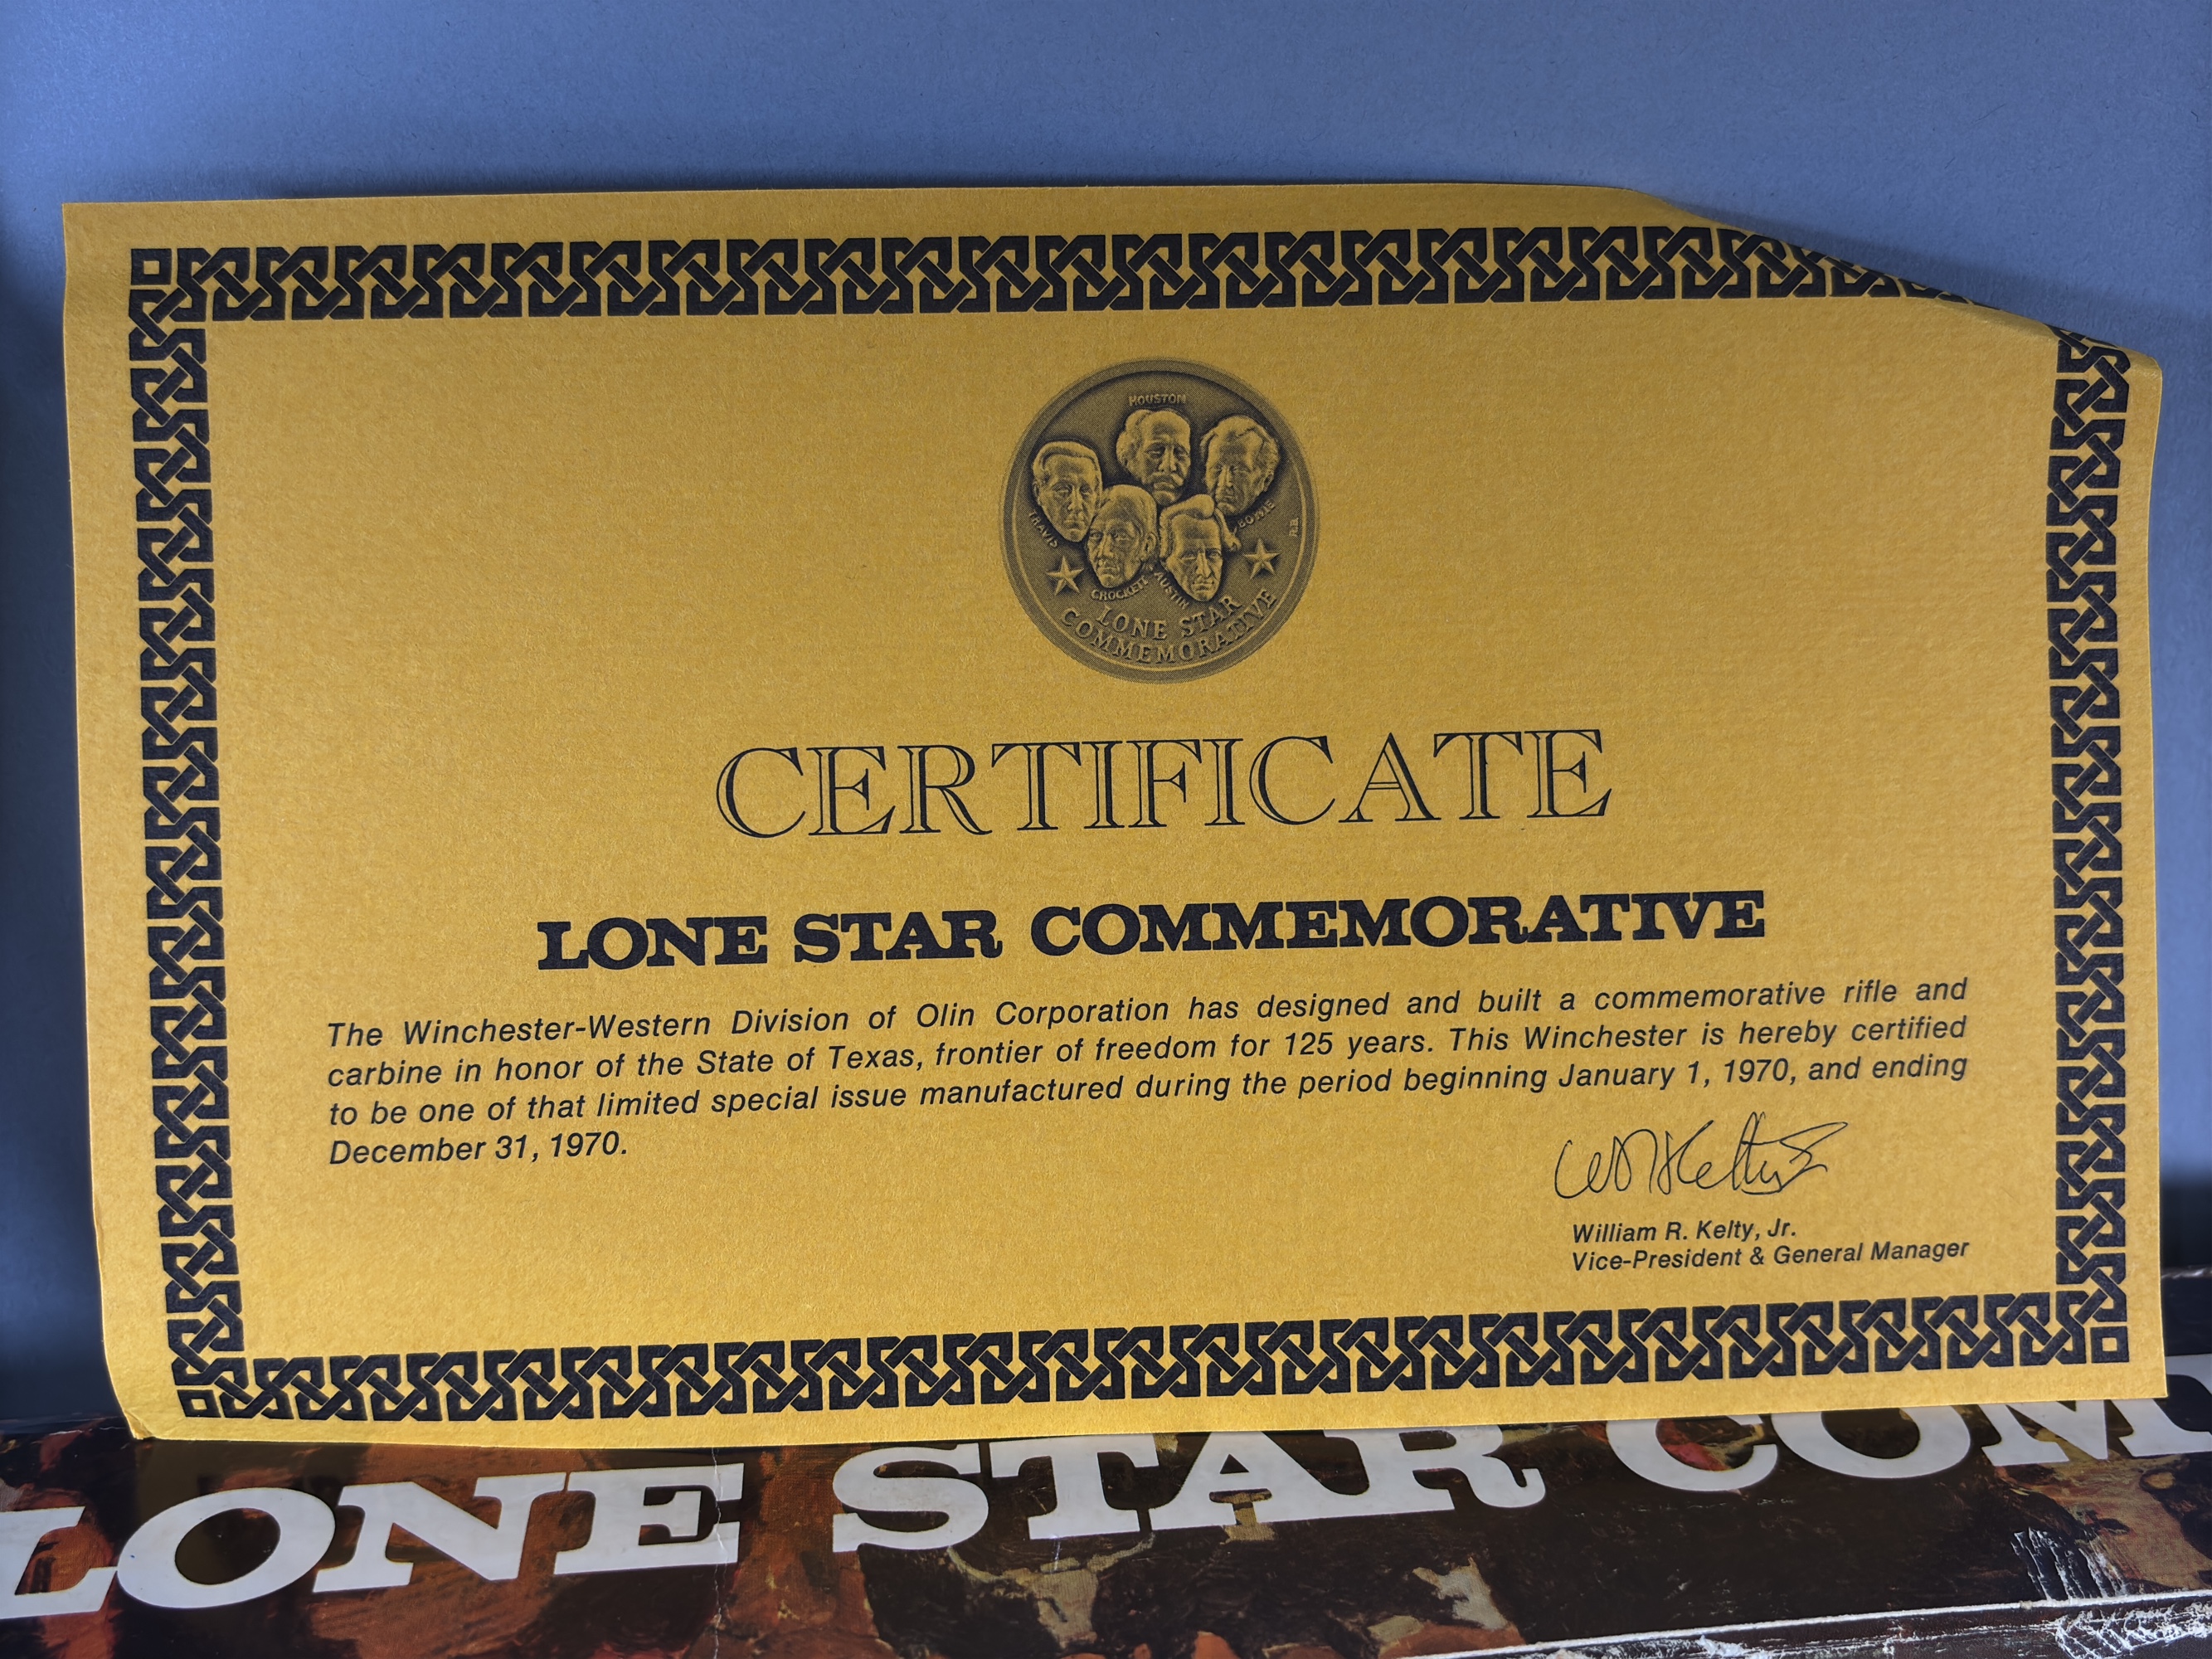 HOUSTON
TRAVIS
BOWIE
R.B.
CROCKETT
AUSTIN
LONE STAR
COMMEMORATIVE
CERTIFICATE
LONE STAR COMMEMORATIVE
The Winchester-Western Division of Olin Corporation has designed and built a commemorative rifle and
carbine in honor of the State of Texas, frontier of freedom for 125 years. This Winchester is hereby certified
to be one of that limited special issue manufactured during the period beginning January 1, 1970, and ending
December 31, 1970.
William R. Kelty, Jr.
Vice-President & General Manager
LONE STAR COM